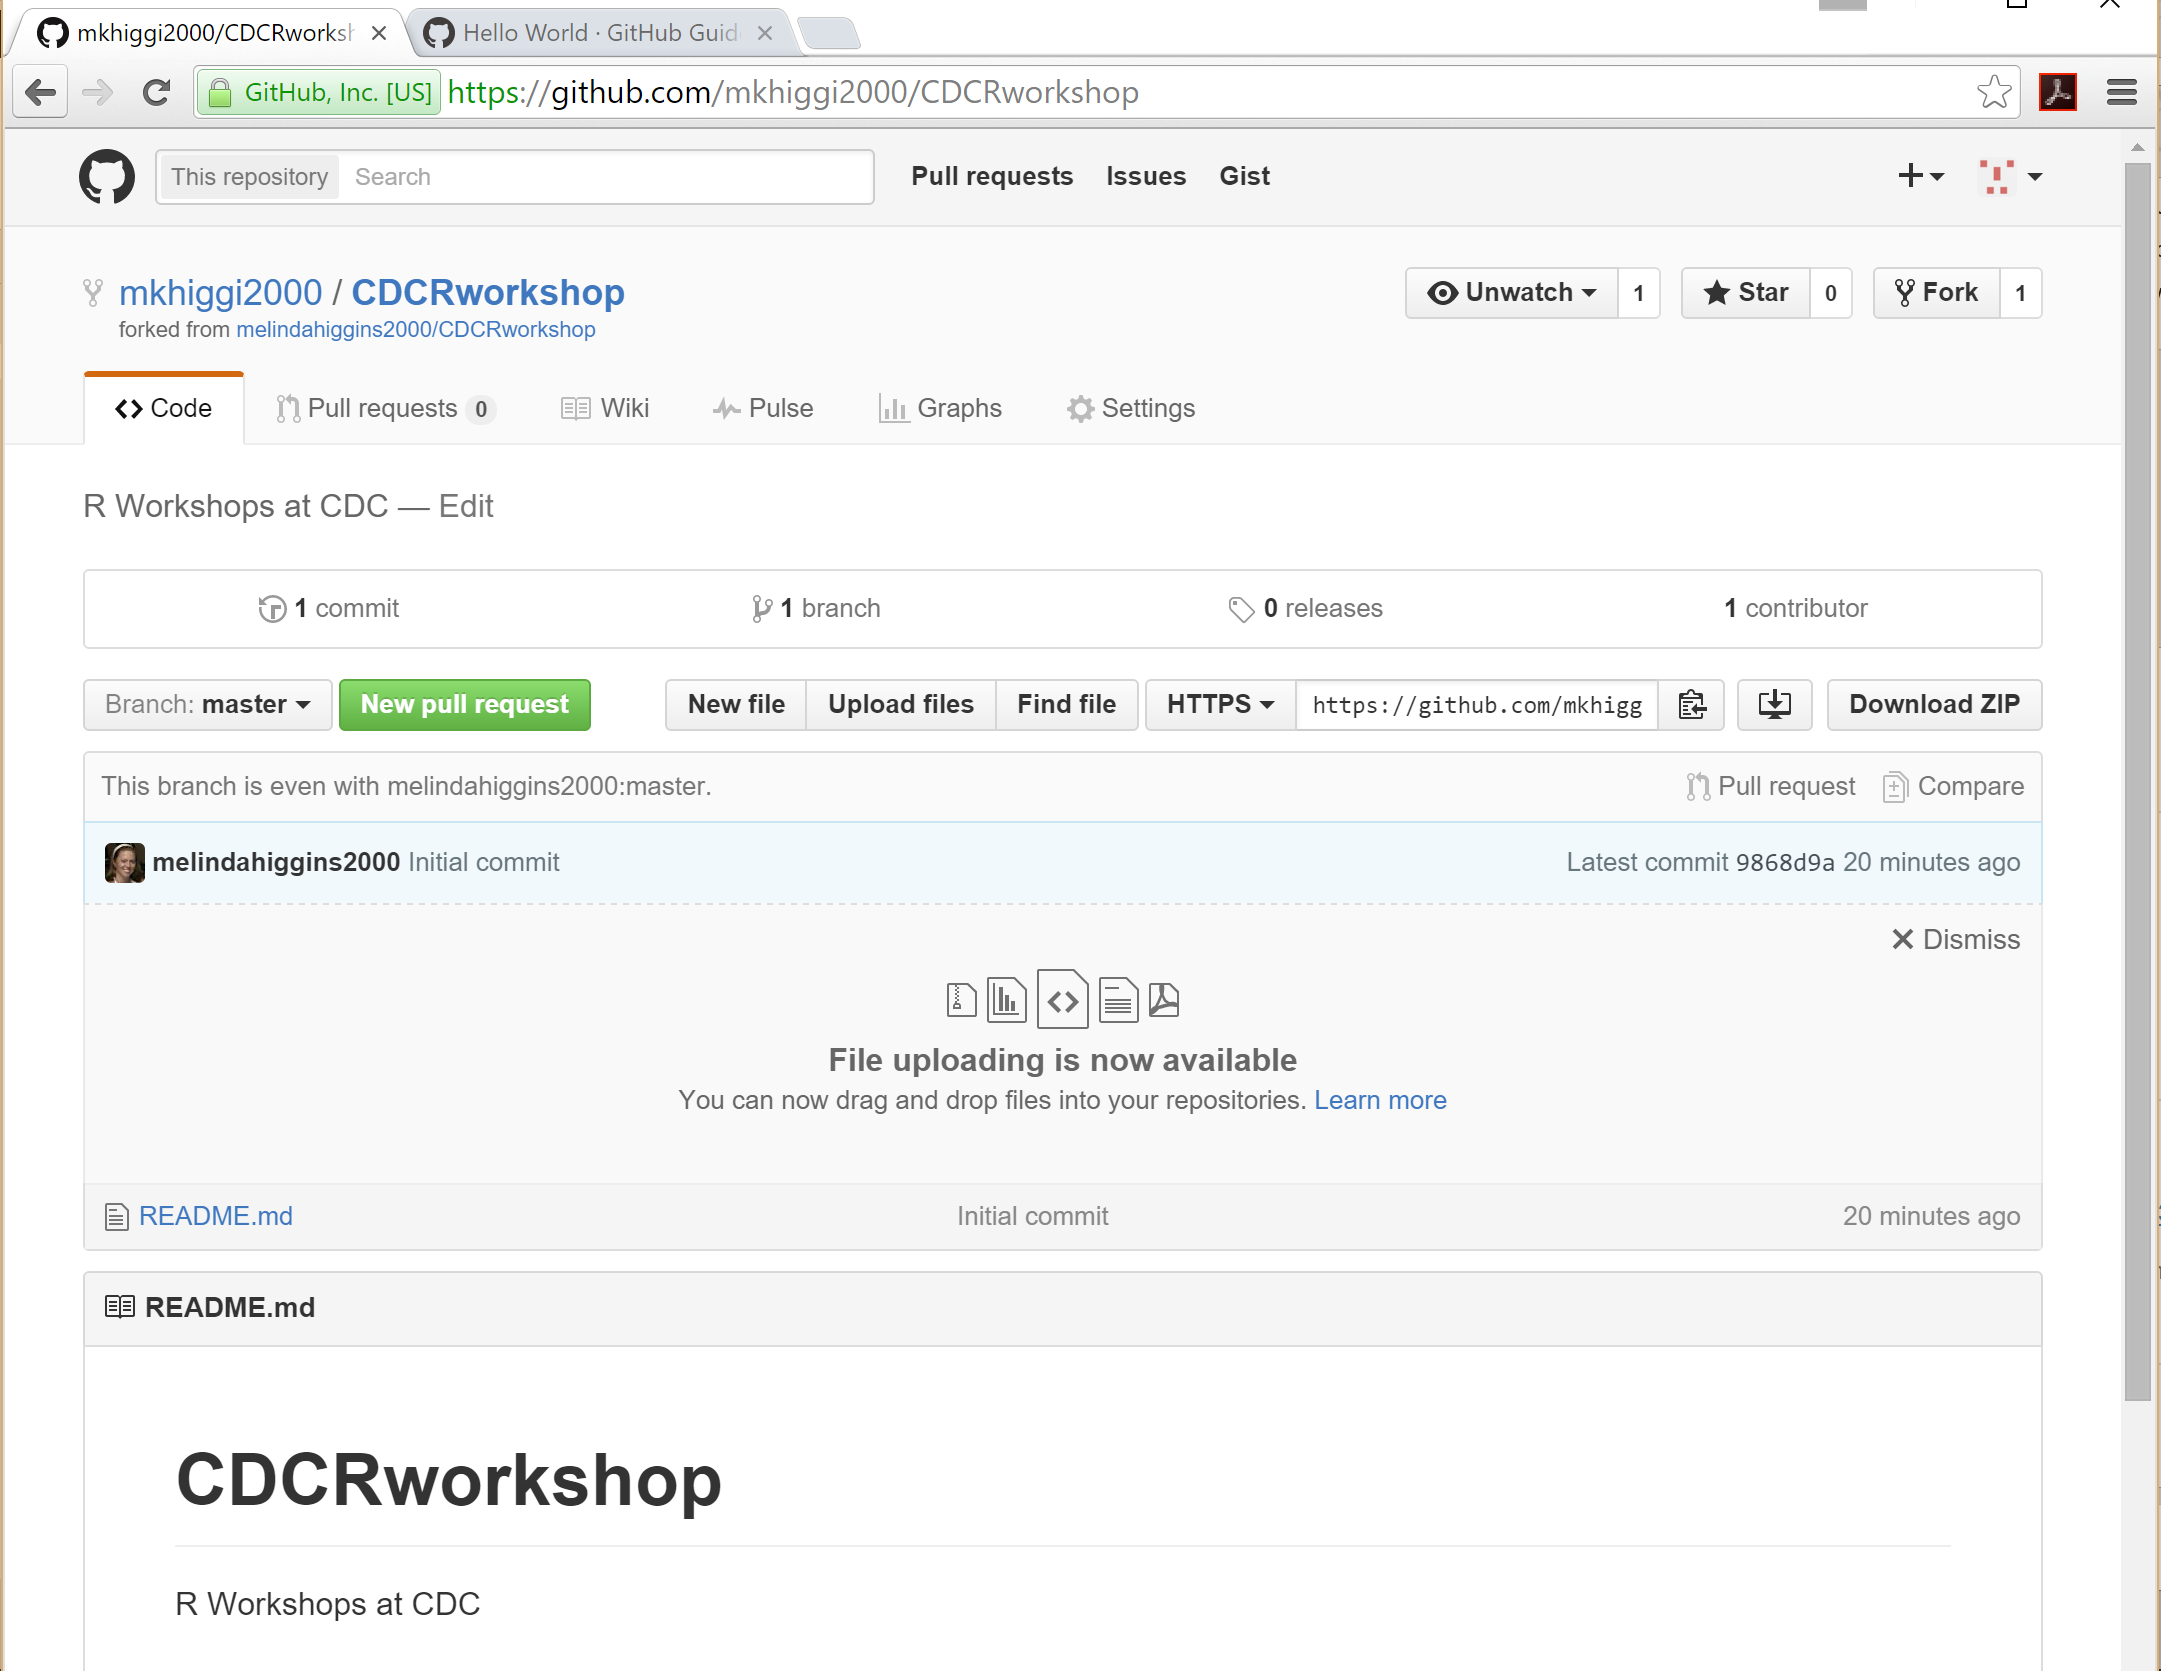 mkhiggi2000/CDCRworksh
Hello World · GitHub Guid
GitHub, Inc. [US] https://github.com/mkhiggi2000/CDCRworkshop
This repository Search Pull requests Issues Gist
mkhiggi2000 / CDCRworkshop Unwatch 1 Star 0 Fork 1
forked from melindahiggins2000/CDCRworkshop
Code Pull requests 0 Wiki Pulse Graphs Settings
R Workshops at CDC — Edit
1 commit 1 branch 0 releases 1 contributor
Branch: master New pull request New file Upload files Find file HTTPS https://github.com/mkhigg Download ZIP
This branch is even with melindahiggins2000:master. Pull request Compare
melindahiggins2000 Initial commit Latest commit 9868d9a 20 minutes ago
Dismiss
File uploading is now available
You can now drag and drop files into your repositories. Learn more
README.md Initial commit 20 minutes ago
README.md
CDCRworkshop
R Workshops at CDC